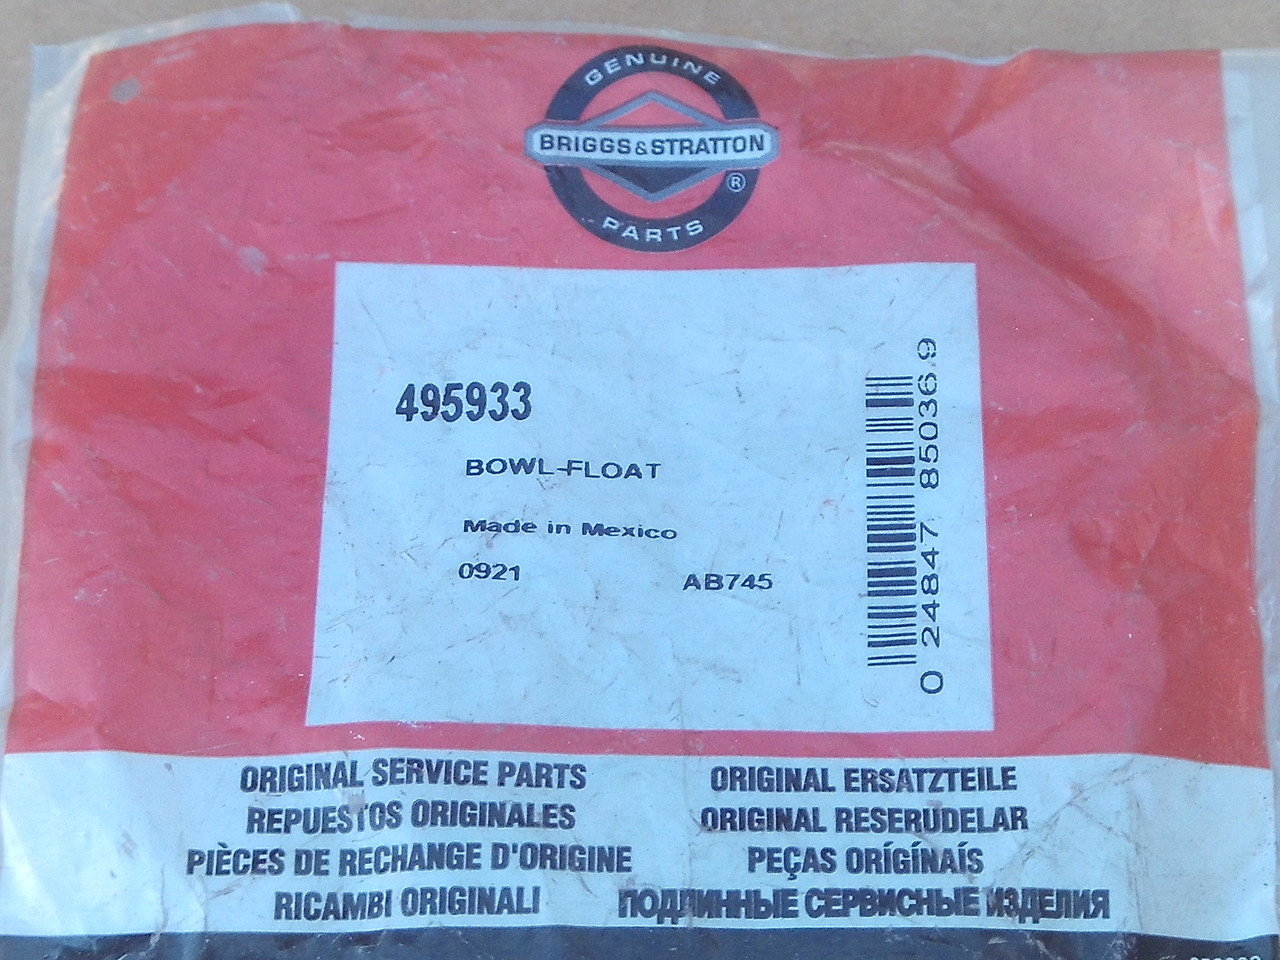 GENUINE
BRIGGS&STRATTON
®
PARTS
495933
BOWL-FLOAT
Made in Mexico
0921 AB745
0 24847 85036 9
ORIGINAL SERVICE PARTS
REPUESTOS ORIGINALES
PIÈCES DE RECHANGE D'ORIGINE
RICAMBI ORIGINALI
ORIGINAL ERSATZTEILE
ORIGINAL RESERUDELAR
PEÇAS ORÍGÍNAÍS
ПОДЛИННЫЕ СЕРВИСНЫЕ ИЗДЕЛИЯ